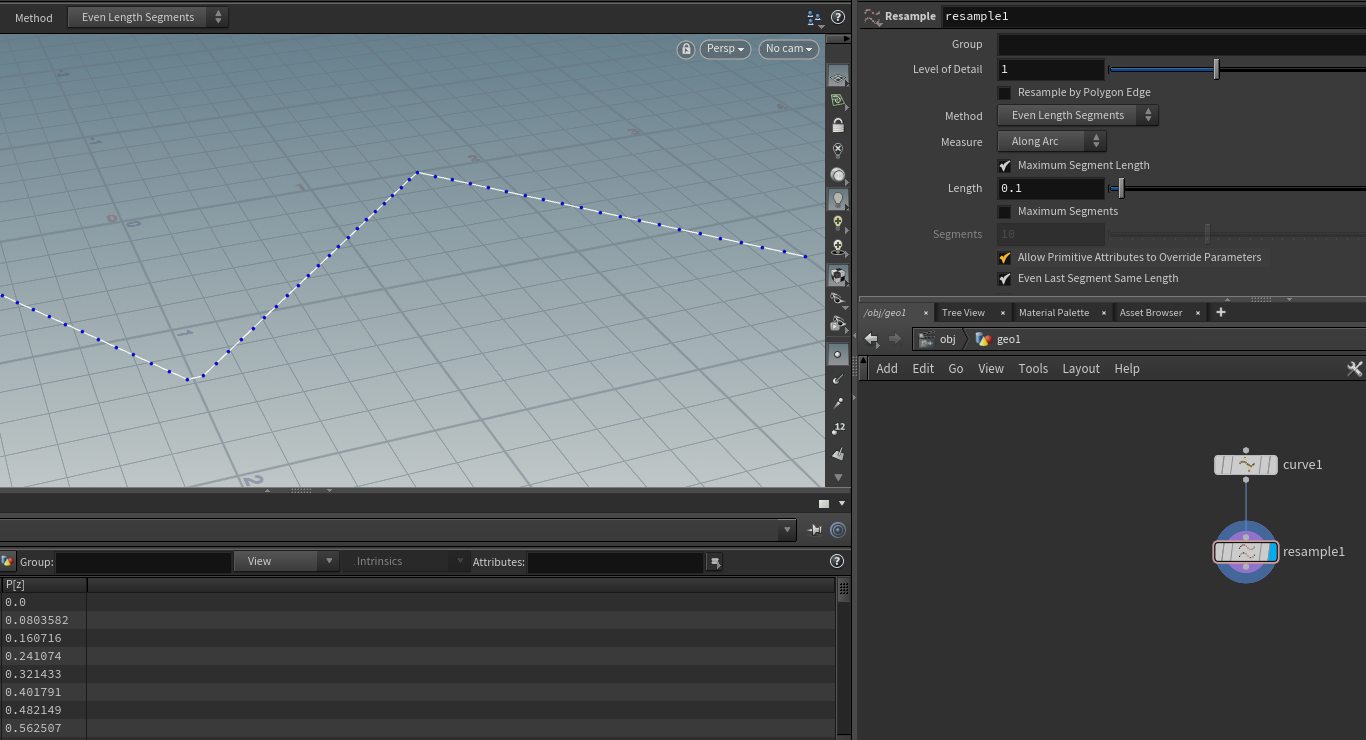 Method Even Length Segments
Persp No cam
12
Group:
View
Intrinsics
Attributes:
P[z]
0.0
0.0803582
0.160716
0.241074
0.321433
0.401791
0.482149
0.562507
Resample resample1
Group
Level of Detail 1
Resample by Polygon Edge
Method Even Length Segments
Measure Along Arc
Maximum Segment Length
Length 0.1
Maximum Segments
Segments 10
Allow Primitive Attributes to Override Parameters
Even Last Segment Same Length
/obj/geo1 × Tree View × Material Palette × Asset Browser ×
obj geo1
Add Edit Go View Tools Layout Help
curve1
resample1